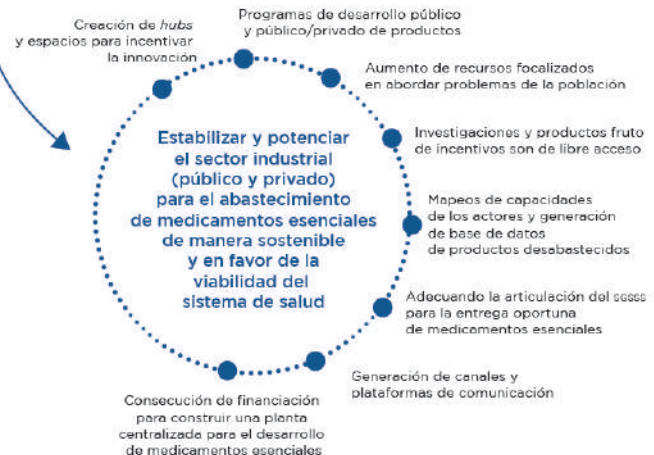 Creación de hubs
y espacios para incentivar
la innovación
Programas de desarrollo público
y público/privado de productos
Aumento de recursos focalizados
en abordar problemas de la población
Investigaciones y productos fruto
de incentivos son de libre acceso
Mapeos de capacidades
de los actores y generación
de base de datos
de productos desabastecidos
Adecuando la articulación del sgsss
para la entrega oportuna
de medicamentos esenciales
Generación de canales y
plataformas de comunicación
Consecución de financiación
para construir una planta
centralizada para el desarrollo
de medicamentos esenciales
Estabilizar y potenciar
el sector industrial
(público y privado)
para el abastecimiento
de medicamentos esenciales
de manera sostenible
y en favor de la
viabilidad del
sistema de salud